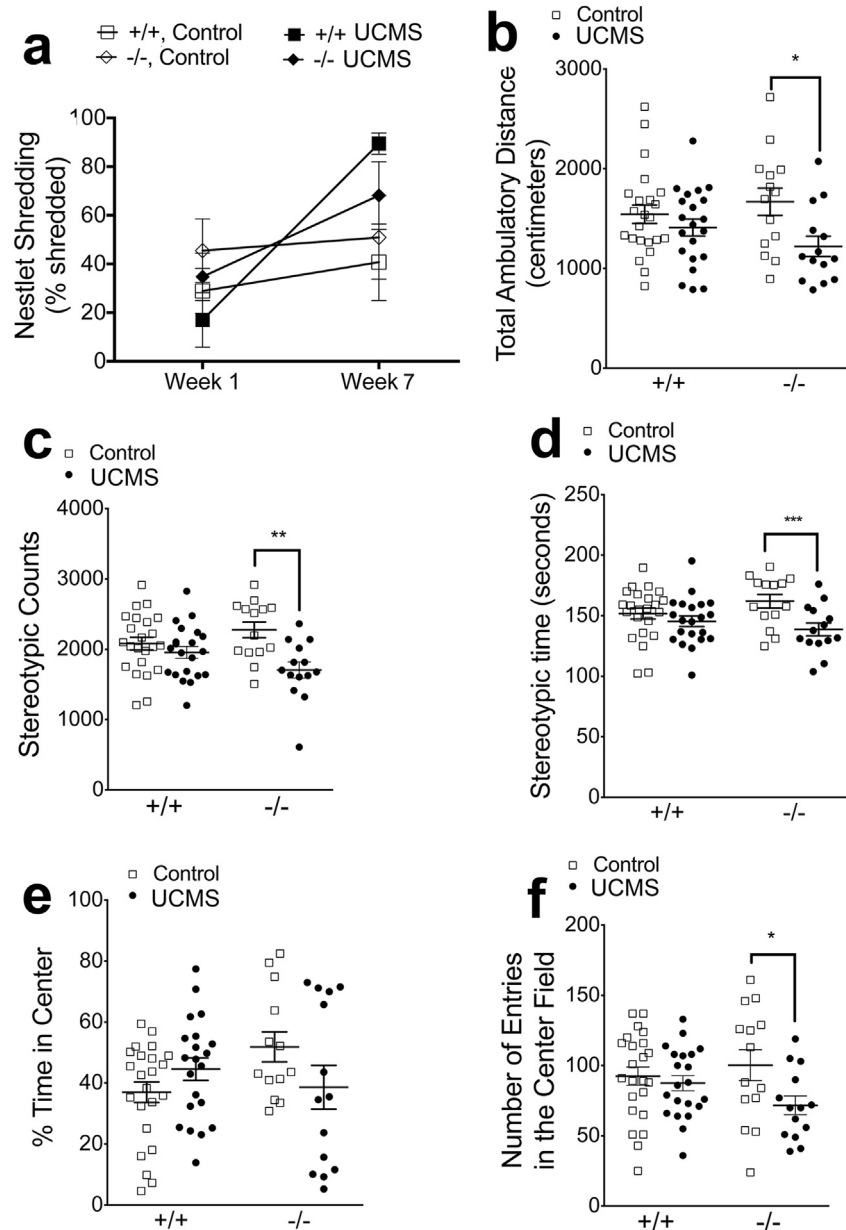 a
+/+, Control
+/+ UCMS
-/-, Control
-/- UCMS
Nestlet Shredding
(% shredded)
100
80
60
40
20
0
Week 1
Week 7
b
Control
UCMS
*
Total Ambulatory Distance
(centimeters)
3000
2000
1000
0
+/+
-/-
c
Control
UCMS
**
Stereotypic Counts
4000
3000
2000
1000
0
+/+
-/-
d
Control
UCMS
***
Stereotypic time (seconds)
250
200
150
100
50
0
+/+
-/-
e
Control
UCMS
% Time in Center
100
80
60
40
20
0
+/+
-/-
f
Control
UCMS
*
Number of Entries
in the Center Field
200
150
100
50
0
+/+
-/-